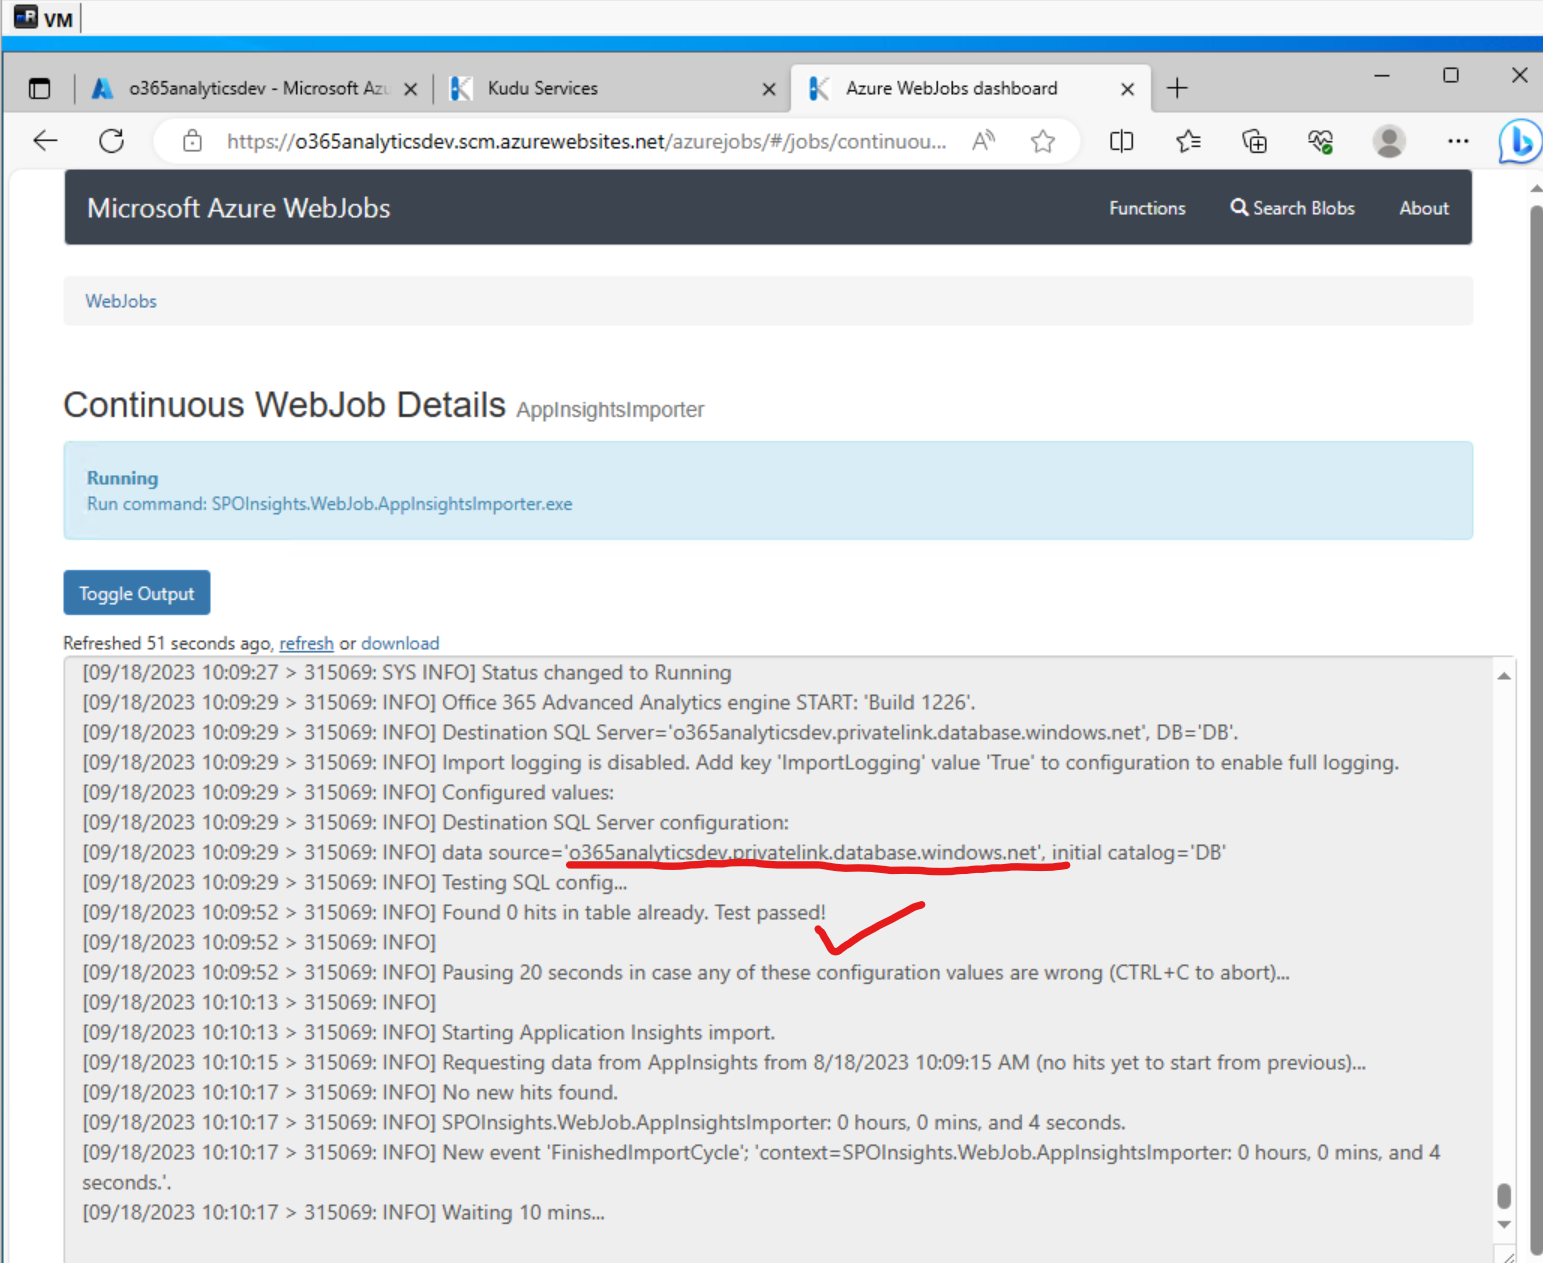 VM
o365analyticsdev - Microsoft Azu
Kudu Services
Azure WebJobs dashboard
https://o365analyticsdev.scm.azurewebsites.net/azurejobs/#/jobs/continuou...
Microsoft Azure WebJobs
Functions
Search Blobs
About
WebJobs
Continuous WebJob Details AppInsightsImporter
Running
Run command: SPOInsights.WebJob.AppInsightsImporter.exe
Toggle Output
Refreshed 51 seconds ago, refresh or download
[09/18/2023 10:09:27 > 315069: SYS INFO] Status changed to Running
[09/18/2023 10:09:29 > 315069: INFO] Office 365 Advanced Analytics engine START: 'Build 1226'.
[09/18/2023 10:09:29 > 315069: INFO] Destination SQL Server='o365analyticsdev.privatelink.database.windows.net', DB='DB'.
[09/18/2023 10:09:29 > 315069: INFO] Import logging is disabled. Add key 'ImportLogging' value 'True' to configuration to enable full logging.
[09/18/2023 10:09:29 > 315069: INFO] Configured values:
[09/18/2023 10:09:29 > 315069: INFO] Destination SQL Server configuration:
[09/18/2023 10:09:29 > 315069: INFO] data source='o365analyticsdev.privatelink.database.windows.net', initial catalog='DB'
[09/18/2023 10:09:29 > 315069: INFO] Testing SQL config...
[09/18/2023 10:09:52 > 315069: INFO] Found 0 hits in table already. Test passed!
[09/18/2023 10:09:52 > 315069: INFO]
[09/18/2023 10:09:52 > 315069: INFO] Pausing 20 seconds in case any of these configuration values are wrong (CTRL+C to abort)...
[09/18/2023 10:10:13 > 315069: INFO]
[09/18/2023 10:10:13 > 315069: INFO] Starting Application Insights import.
[09/18/2023 10:10:15 > 315069: INFO] Requesting data from AppInsights from 8/18/2023 10:09:15 AM (no hits yet to start from previous)...
[09/18/2023 10:10:17 > 315069: INFO] No new hits found.
[09/18/2023 10:10:17 > 315069: INFO] SPOInsights.WebJob.AppInsightsImporter: 0 hours, 0 mins, and 4 seconds.
[09/18/2023 10:10:17 > 315069: INFO] New event 'FinishedImportCycle'; 'context=SPOInsights.WebJob.AppInsightsImporter: 0 hours, 0 mins, and 4
seconds.'.
[09/18/2023 10:10:17 > 315069: INFO] Waiting 10 mins...